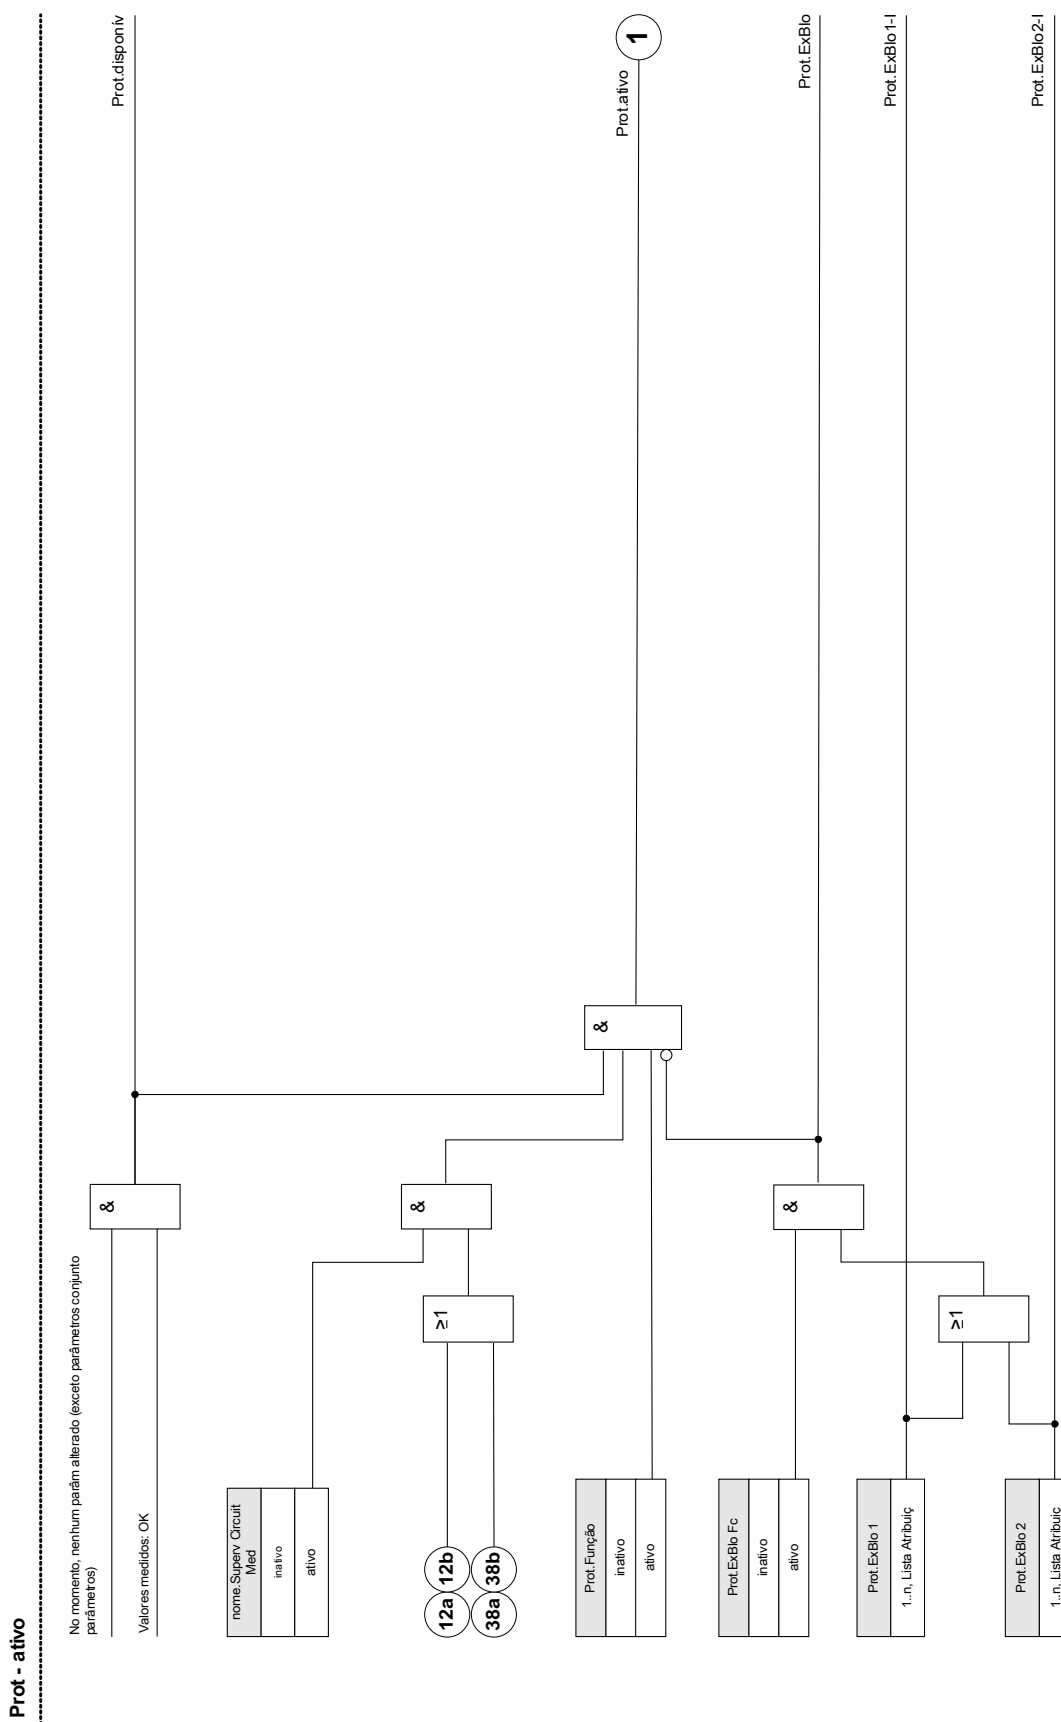 Prot - ativo
No momento, nenhum parâm alterado (exceto parâmetros conjunto
parâmetros)
Valores medidos: OK
&
Prot.disponív
nome.Superv Circuit
Med
inativo
ativo
12a
12b
38a
38b
≥1
&
Prot.Função
inativo
ativo
&
Prot.ativo
1
Prot.ExBlo Fc
inativo
ativo
&
Prot.ExBlo
Prot.ExBlo 1
1..n, Lista Atribuiç
Prot.ExBlo1-I
≥1
Prot.ExBlo 2
1..n, Lista Atribuiç
Prot.ExBlo2-I